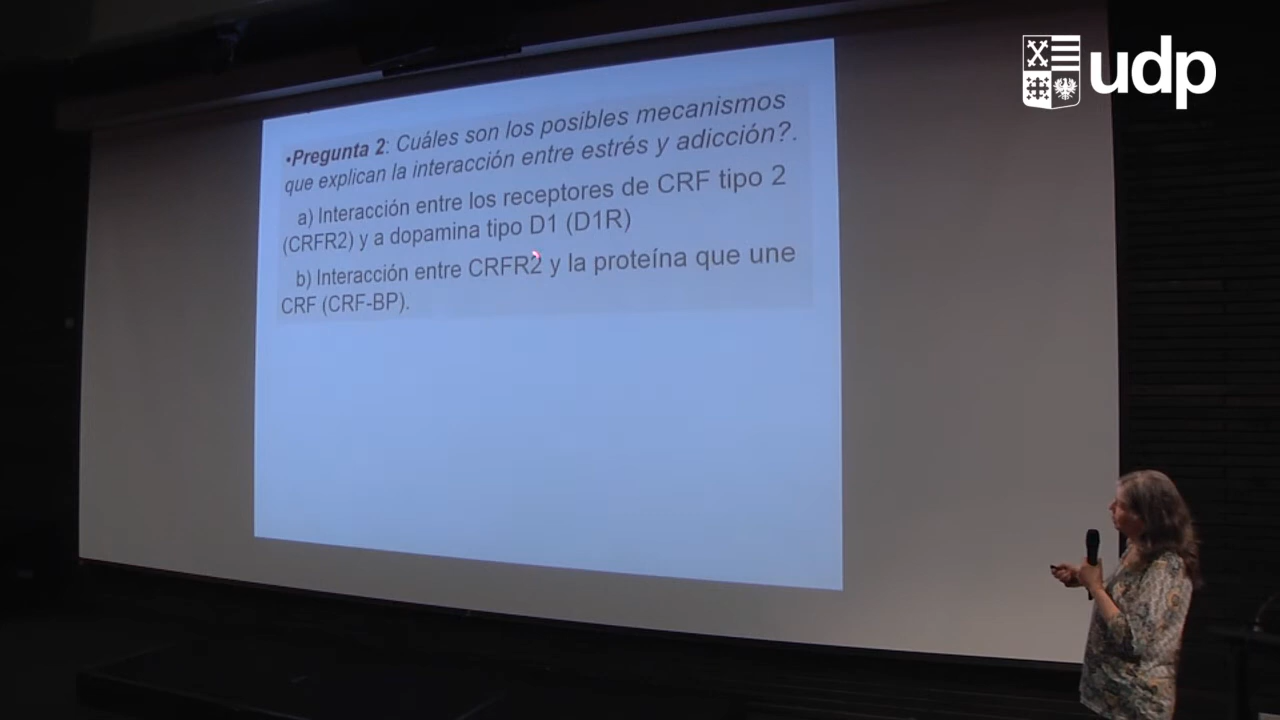 udp
•Pregunta 2: Cuáles son los posibles mecanismos
que explican la interacción entre estrés y adicción?.
a) Interacción entre los receptores de CRF tipo 2
(CRFR2) y a dopamina tipo D1 (D1R)
b) Interacción entre CRFR2 y la proteína que une
CRF (CRF-BP).